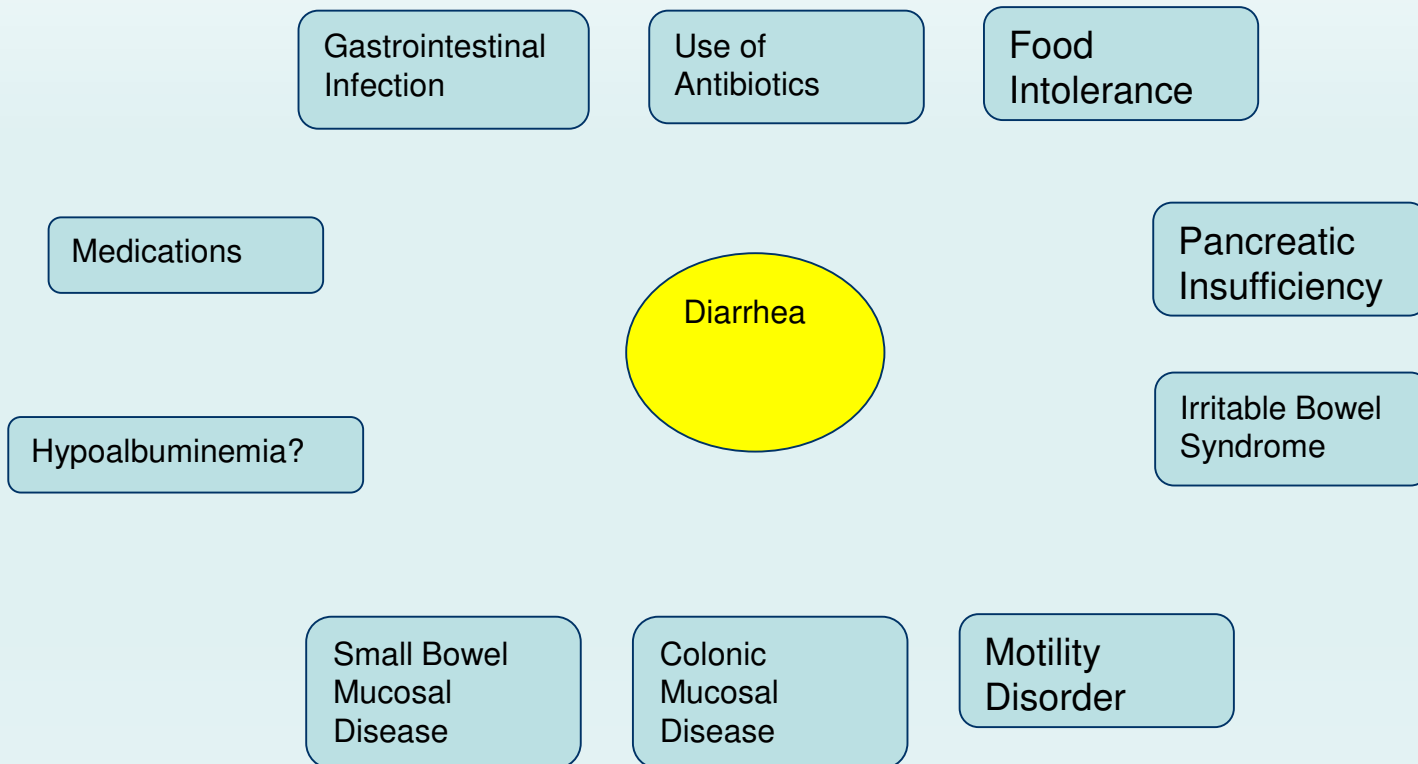 Gastrointestinal
Infection
Use of
Antibiotics
Food
Intolerance
Medications
Pancreatic
Insufficiency
Diarrhea
Hypoalbuminemia?
Irritable Bowel
Syndrome
Small Bowel
Mucosal
Disease
Colonic
Mucosal
Disease
Motility
Disorder